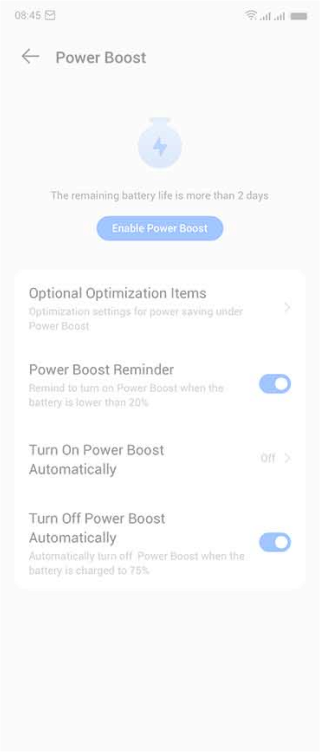 08:45
Power Boost
The remaining battery life is more than 2 days
Enable Power Boost
Optional Optimization Items
Optimization settings for power saving under
Power Boost
Power Boost Reminder
Remind to turn on Power Boost when the
battery is lower than 20%
Turn On Power Boost
Automatically
Off
Turn Off Power Boost
Automatically
Automatically turn off Power Boost when the
battery is charged to 75%